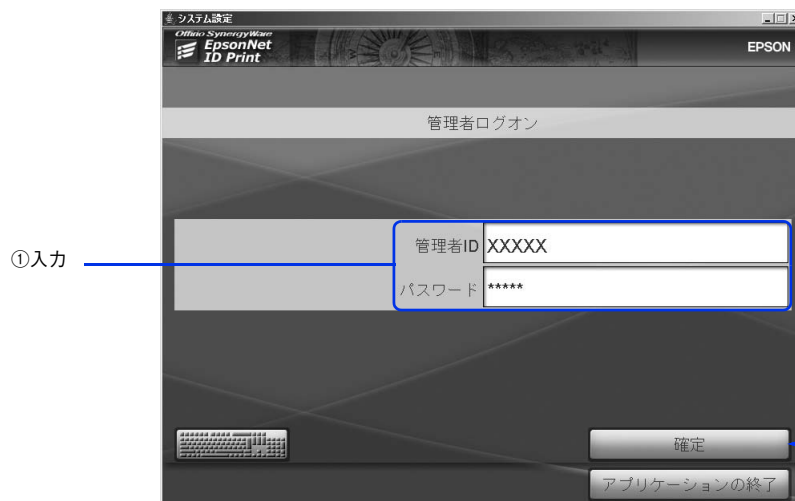 システム設定
Offirio SynergyWare
EpsonNet
ID Print
EPSON
管理者ログオン
①入力
管理者ID XXXXX
パスワード *****
確定
アプリケーションの終了